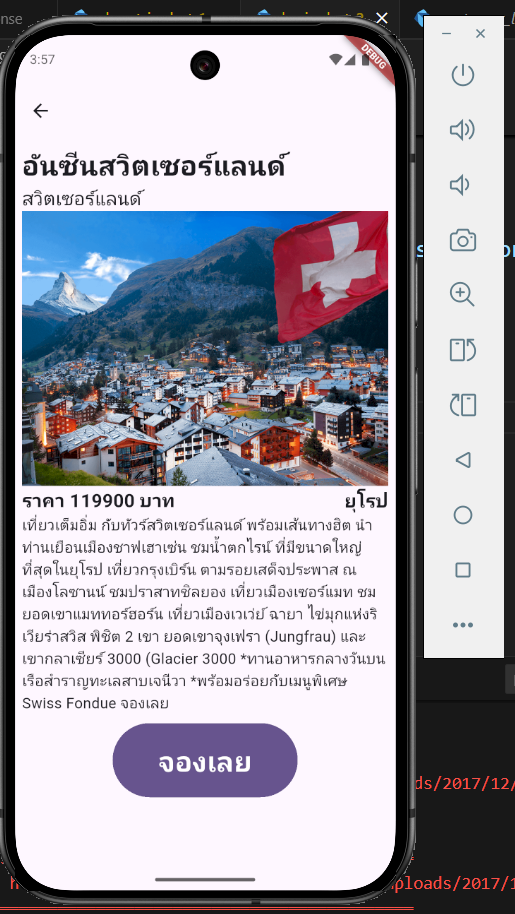 nse
3:57
DEBUG
อันซีนสวิตเซอร์แลนด์
สวิตเซอร์แลนด์
ราคา 119900 บาท
ยุโรป
เที่ยวเต็มอิ่ม กับทัวร์สวิตเซอร์แลนด์ พร้อมเส้นทางฮิต นำ
ท่านเยือนเมืองชาฟเฮาเซ่น ชมน้ำตกไรน์ ที่มีขนาดใหญ่
ที่สุดในยุโรป เที่ยวกรุงเบิร์น ตามรอยเสด็จประพาส ณ
เมืองโลซานน์ ชมปราสาทชิลยอง เที่ยวเมืองเซอร์แมท ชม
ยอดเขาแมททอร์ฮอร์น เที่ยวเมืองเวเว่ย์ ฉายา ไข่มุกแห่งริ
เวียร่าสวิส พิชิต 2 เขา ยอดเขาจุงเฟรา (Jungfrau) และ
เขากลาเซียร์ 3000 (Glacier 3000 *ทานอาหารกลางวันบน
เรือสำราญทะเลสาบเจนีวา *พร้อมอร่อยกับเมนูพิเศษ
Swiss Fondue จองเลย
จองเลย
ds/2017/12/
ploads/2017/1